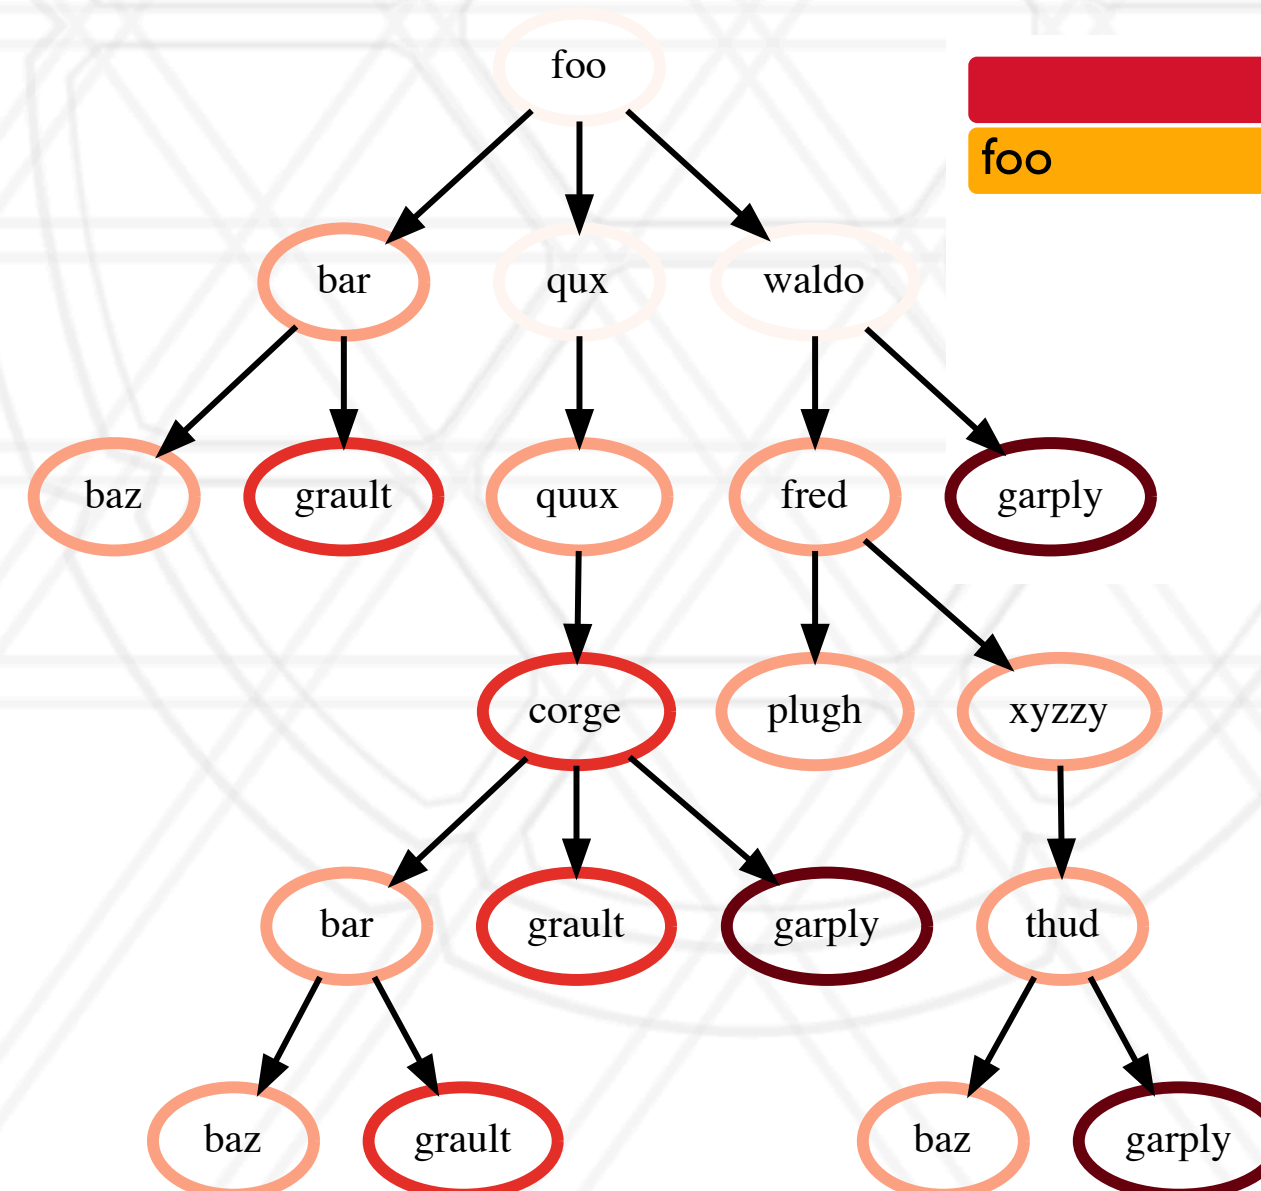 foo
foo
bar
qux
waldo
baz
grault
quux
fred
garply
corge
plugh
xyzzy
bar
grault
garply
thud
baz
grault
baz
garply